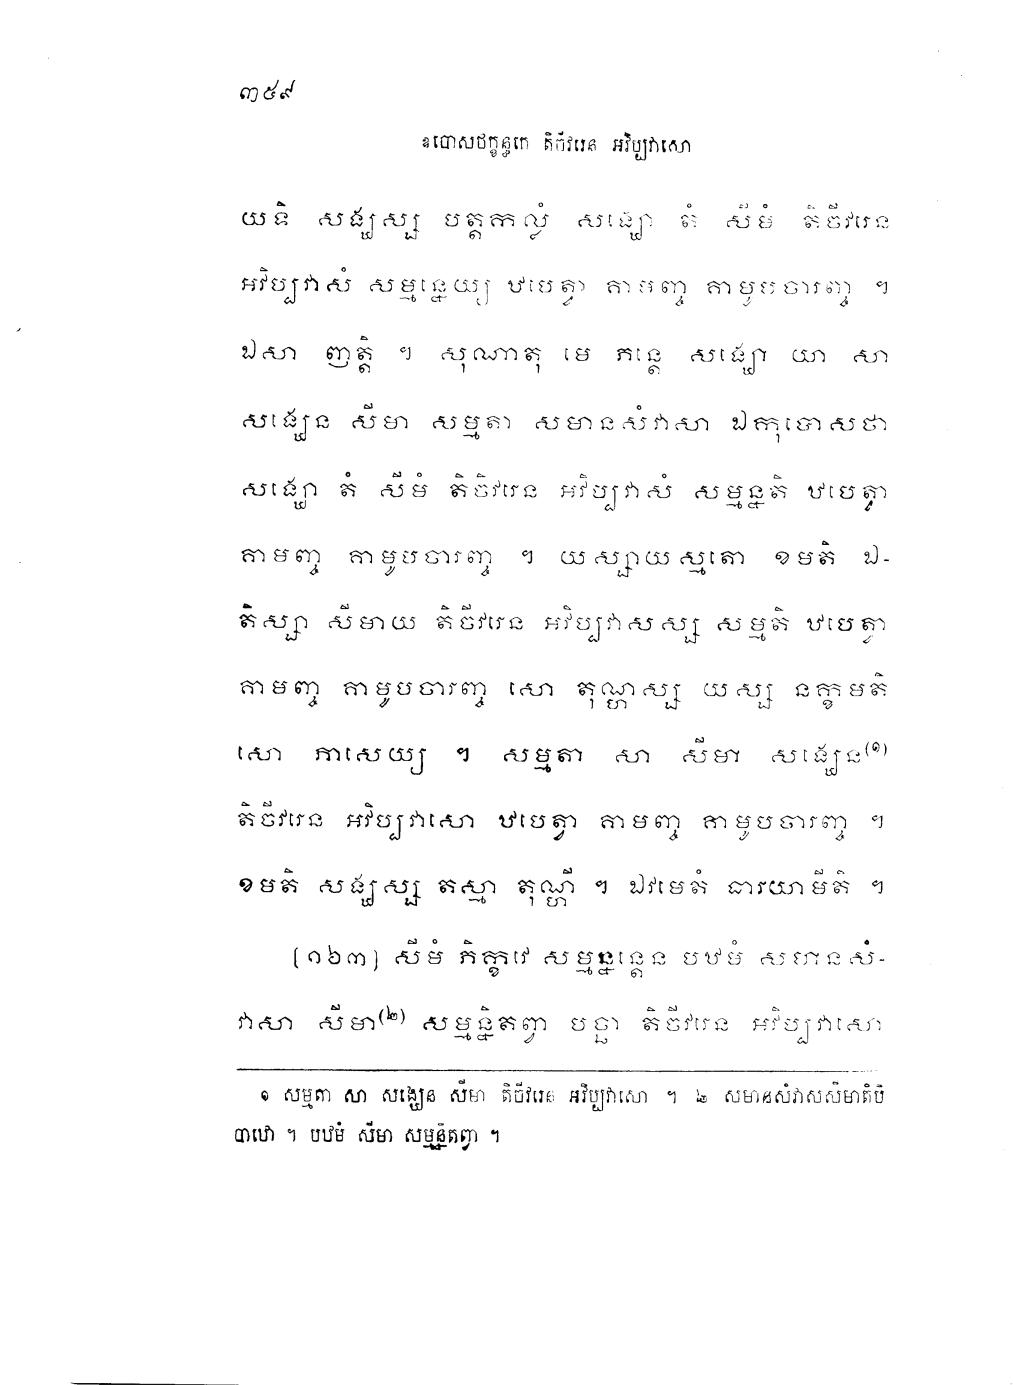 ៣៥៩
ឧបោសថក្ខន្ធកេ តិចីវរេន អវិប្បវាសោ
យទិ សង្ឃស្ស បត្តកល្លំ សង្ឃោ តំ សីមំ តិចីវរេន
អវិប្បវាសំ សម្មន្នេយ្យ ឋបេត្វា គាមញ្ច គាមូបចារញ្ច ។
ឯសា ញត្តិ ។ សុណាតុ មេ ភន្តេ សង្ឃោ យា សា
សង្ឃេន សីមា សម្មតា សមានសំវាសា ឯកុបោសថា
សង្ឃោ តំ សីមំ តិចីវរេន អវិប្បវាសំ សម្មន្នតិ ឋបេត្វា
គាមញ្ច គាមូបចារញ្ច ។ យស្សាយស្មតោ ខមតិ ឯ-
តិស្សា សីមាយ តិចីវរេន អវិប្បវាសស្ស សម្មតិ ឋបេត្វា
គាមញ្ច គាមូបចារញ្ច សោ តុណ្ហស្ស យស្ស នក្ខមតិ
សោ ភាសេយ្យ ។ សម្មតា សា សីមា សង្ឃេន(១)
តិចីវរេន អវិប្បវាសោ ឋបេត្វា គាមញ្ច គាមូបចារញ្ច ។
ខមតិ សង្ឃស្ស តស្មា តុណ្ហី ។ ឯវមេតំ ធារយាមីតិ ។
[១៦៣] សីមំ ភិក្ខវេ សម្មន្នន្តេន បឋមំ សមានសំ-
វាសា សីមា(២) សម្មន្និតព្វា បច្ឆា តិចីវរេន អវិប្បវាសោ
១ សម្មតា សា សង្ឃេន សីមា តិចីវរេន អវិប្បវាសោ ។ ២ សមានសំវាសសីមាតិបិ
បាឋោ ។ បឋមំ សីមា សម្មន្និតព្វា ។